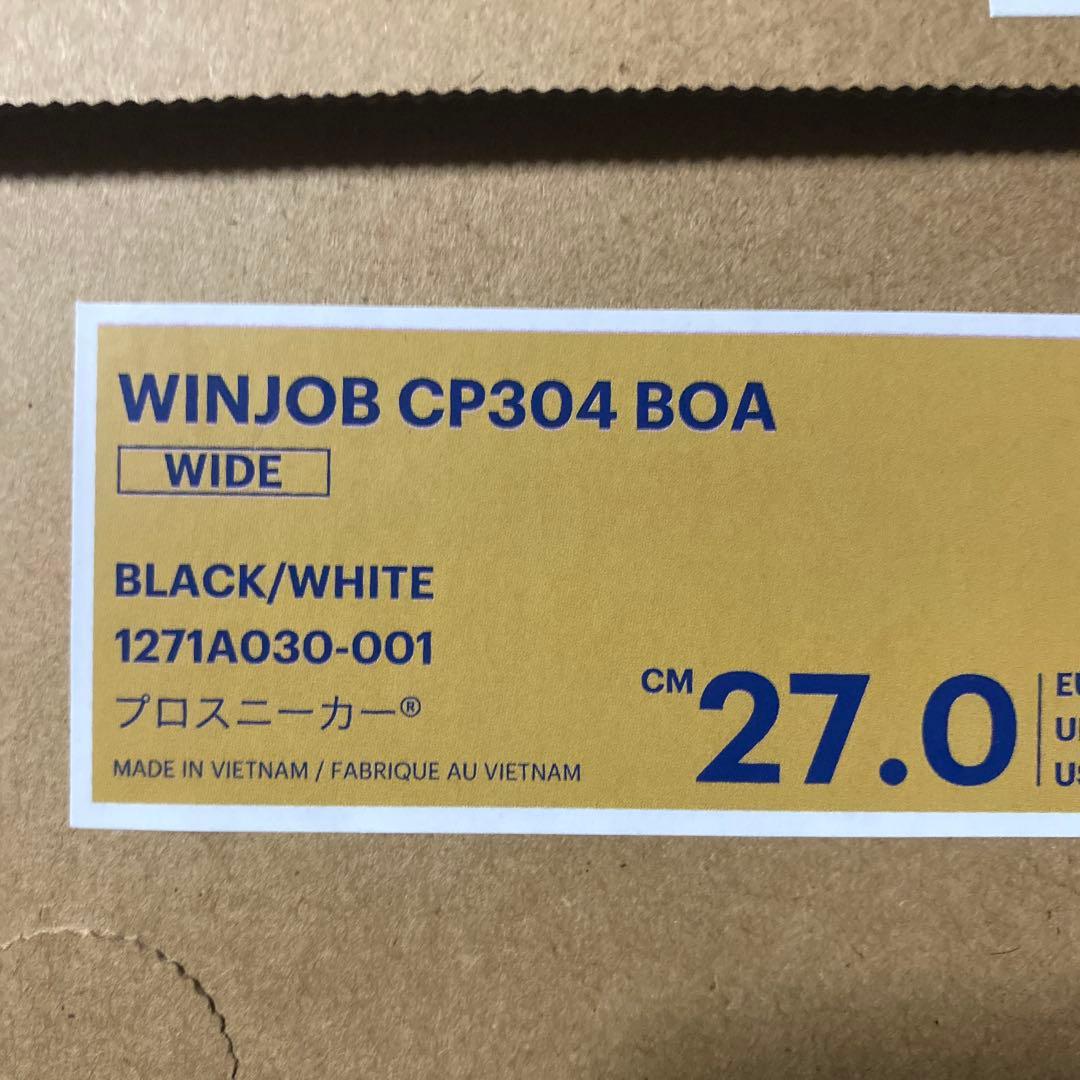 WINJOB CP304 BOA
WIDE
BLACK/WHITE
1271A030-001
プロスニーカー®
MADE IN VIETNAM / FABRIQUE AU VIETNAM
CM 27.0